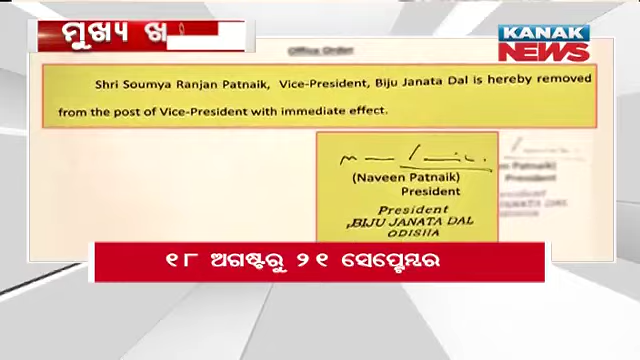 ମୁଖ୍ୟ ଖ
KANAK
NEWS
Office Order
Shri Soumya Ranjan Patnaik, Vice-President, Biju Janata Dal is hereby removed
from the post of Vice-President with immediate effect.
(Naveen Patnaik)
President
President
BIJU JANATA DAL
ODISHA
n Patnaik)
President
୧୮ ଅଗଷ୍ଟରୁ ୨୧ ସେପ୍ଟେମ୍ବର